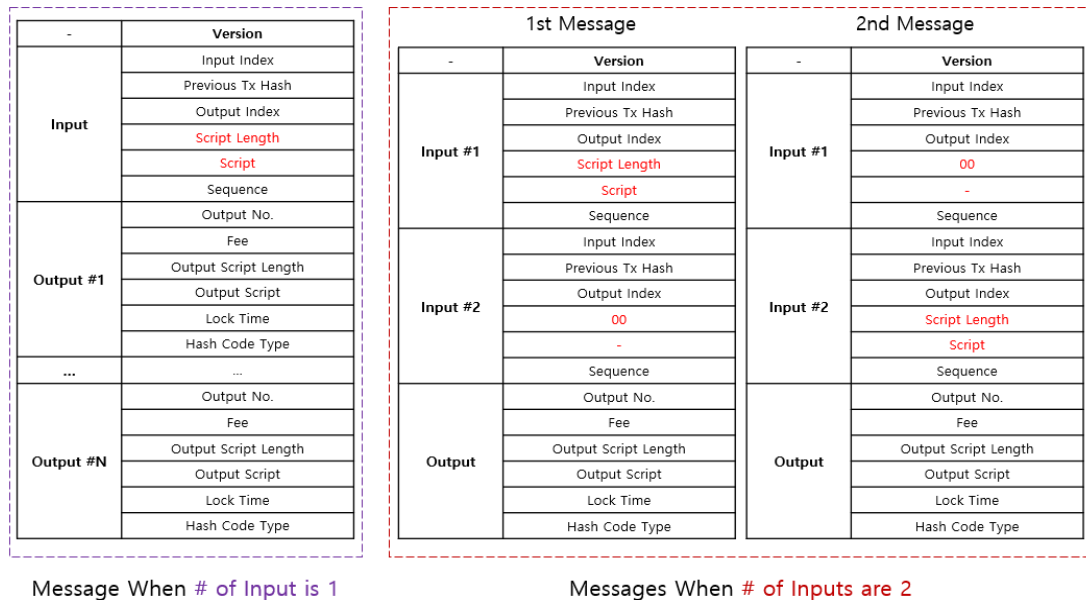 - Version
Input
Input Index
Previous Tx Hash
Output Index
Script Length
Script
Sequence
Output #1
Output No.
Fee
Output Script Length
Output Script
Lock Time
Hash Code Type
... ...
Output #N
Output No.
Fee
Output Script Length
Output Script
Lock Time
Hash Code Type
Message When # of Input is 1
1st Message
- Version
Input #1
Input Index
Previous Tx Hash
Output Index
Script Length
Script
Sequence
Input #2
Input Index
Previous Tx Hash
Output Index
00
-
Sequence
Output
Output No.
Fee
Output Script Length
Output Script
Lock Time
Hash Code Type
2nd Message
- Version
Input #1
Input Index
Previous Tx Hash
Output Index
00
-
Sequence
Input #2
Input Index
Previous Tx Hash
Output Index
Script Length
Script
Sequence
Output
Output No.
Fee
Output Script Length
Output Script
Lock Time
Hash Code Type
Messages When # of Inputs are 2